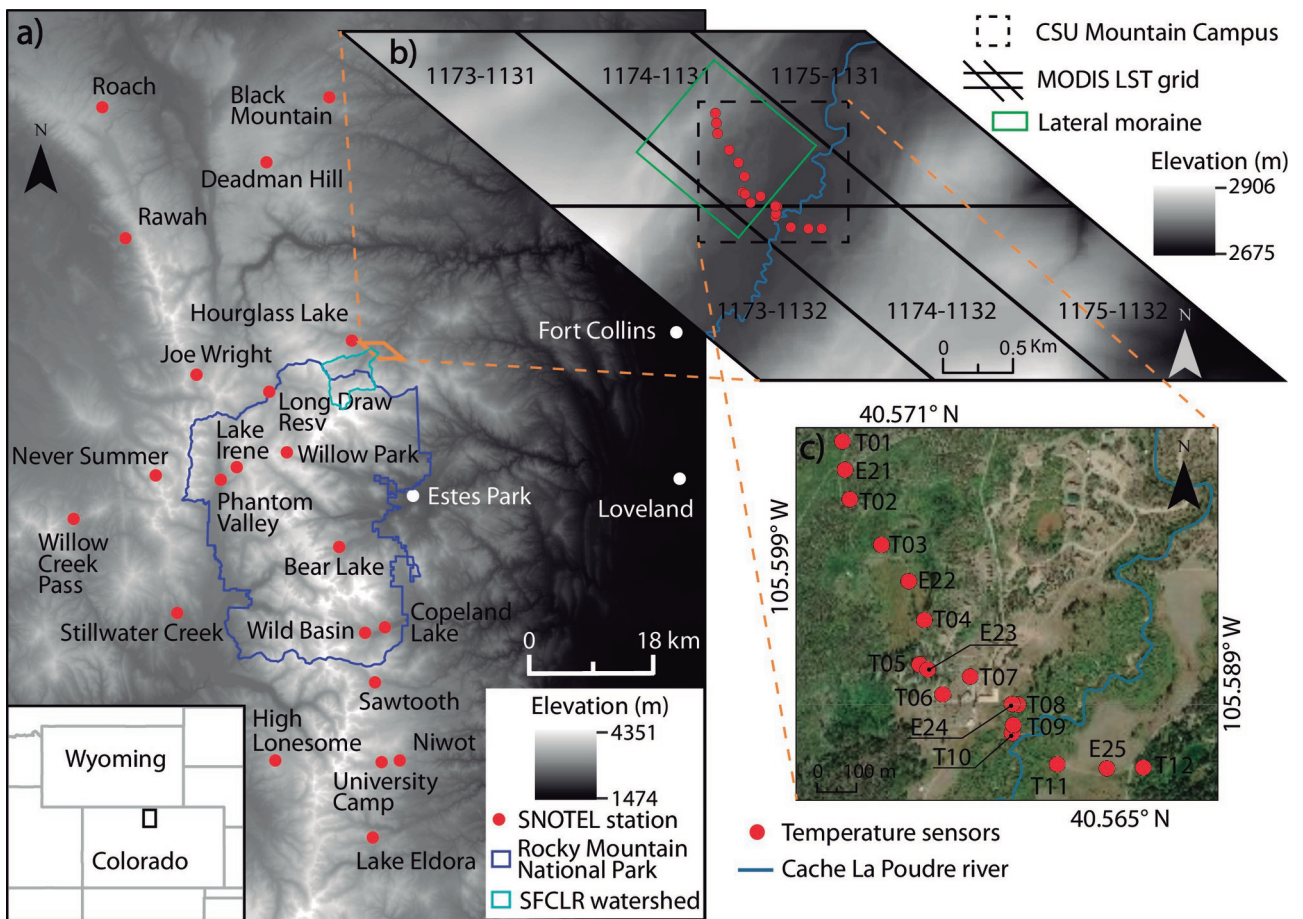 a)
Roach
Black
Mountain
N
Deadman Hill
Rawah
Hourglass Lake
Joe Wright
Fort Collins
Long Draw
Resv
Lake
Irene
Willow Park
Never Summer
Phantom
Valley
Estes Park
Loveland
Willow
Creek
Pass
Bear Lake
Stillwater Creek
Wild Basin
Copeland
Lake
0 18 km
Sawtooth
High
Lonesome
Niwot
University
Camp
Lake Eldora
Wyoming
Colorado
Elevation (m)
4351
1474
SNOTEL station
Rocky Mountain
National Park
SFCLR watershed
b)
1173-1131
1174-1131
1175-1131
1173-1132
1174-1132
1175-1132
0 0.5 Km
N
CSU Mountain Campus
MODIS LST grid
Lateral moraine
Elevation (m)
2906
2675
40.571° N
c)
N
T01
E21
T02
T03
E22
T04
E23
T05
T07
T06
T08
E24
T09
T10
E25
T11
T12
0 100 m
105.599° W
105.589° W
40.565° N
Temperature sensors
Cache La Poudre river